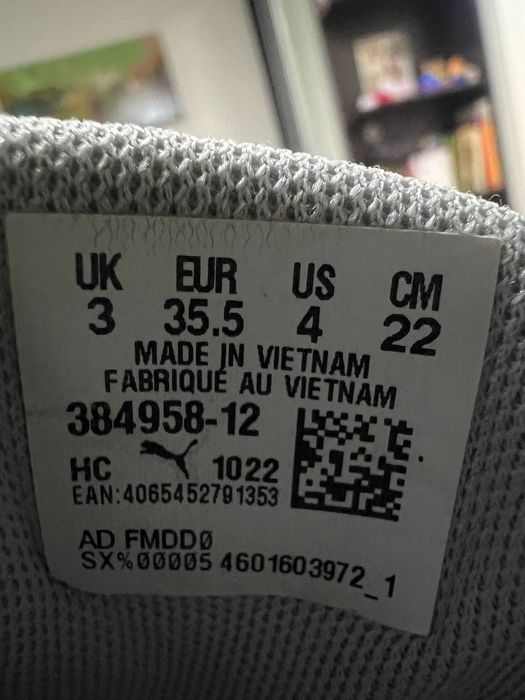 UK EUR US CM
3 35.5 4 22
MADE IN VIETNAM
FABRIQUÉ AU VIETNAM
384958-12
HC 1022
EAN:4065452791353
AD FMDD0
SX%00005 4601603972_1